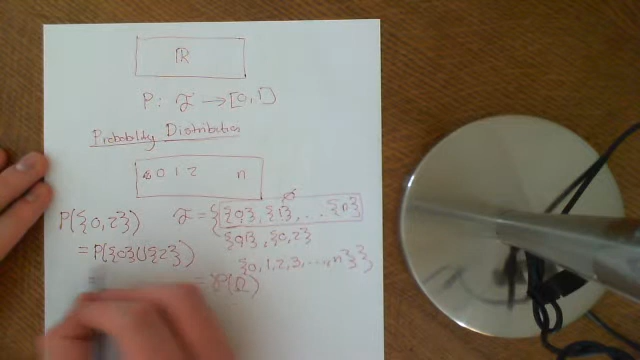 ℝ
P: ℱ → [0, 1]
Probability Distributions
0 1 2 n
P({0,2}) ℱ = {{0}, {1}, ... {n}
∅
{0,1}, {0,2}
= P({0}∪{2}) {0, 1, 2, 3, ..., n}}
= = P(Ω)